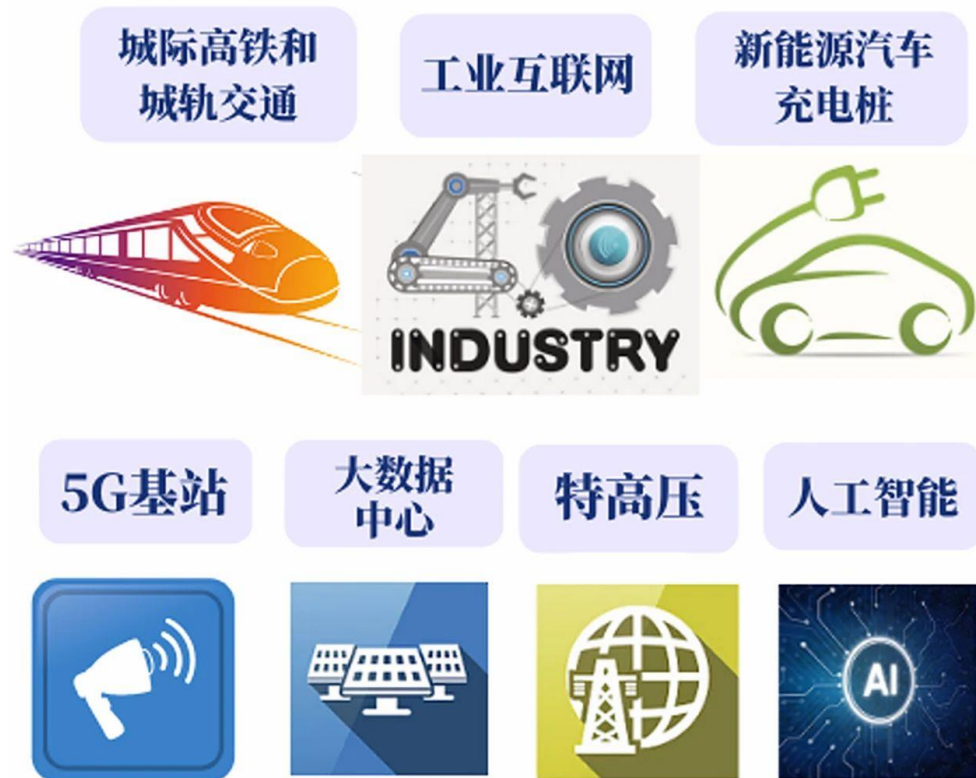 城际高铁和
城轨交通
工业互联网
新能源汽车
充电桩
INDUSTRY
5G基站
大数据
中心
特高压
人工智能
AI